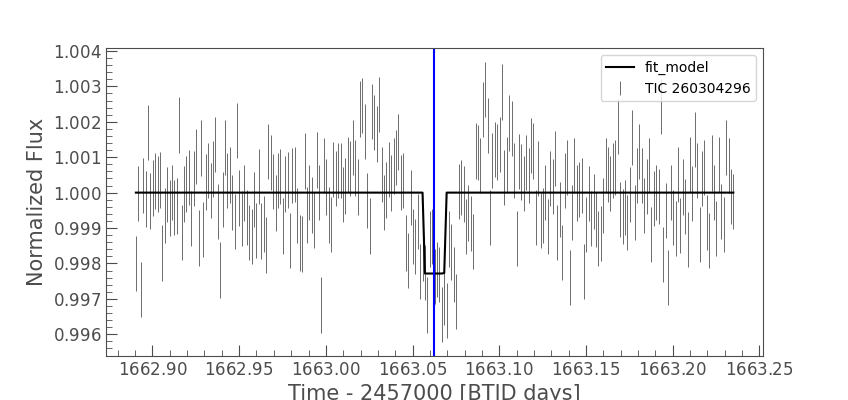 fit_model
TIC 260304296
1.004
1.003
1.002
1.001
1.000
0.999
0.998
0.997
0.996
Normalized Flux
1662.90 1662.95 1663.00 1663.05 1663.10 1663.15 1663.20 1663.25
Time - 2457000 [BTJD days]